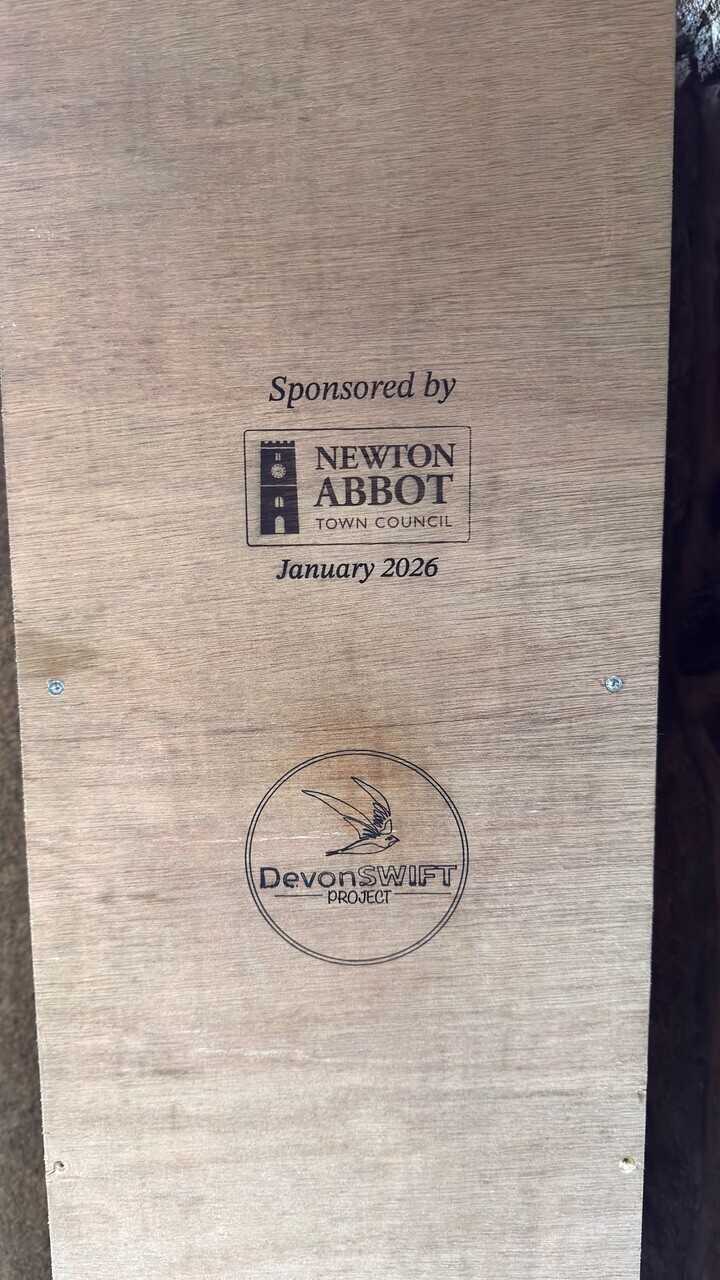 Sponsored by
NEWTON
ABBOT
TOWN COUNCIL
January 2026
DevonSWIFT
PROJECT